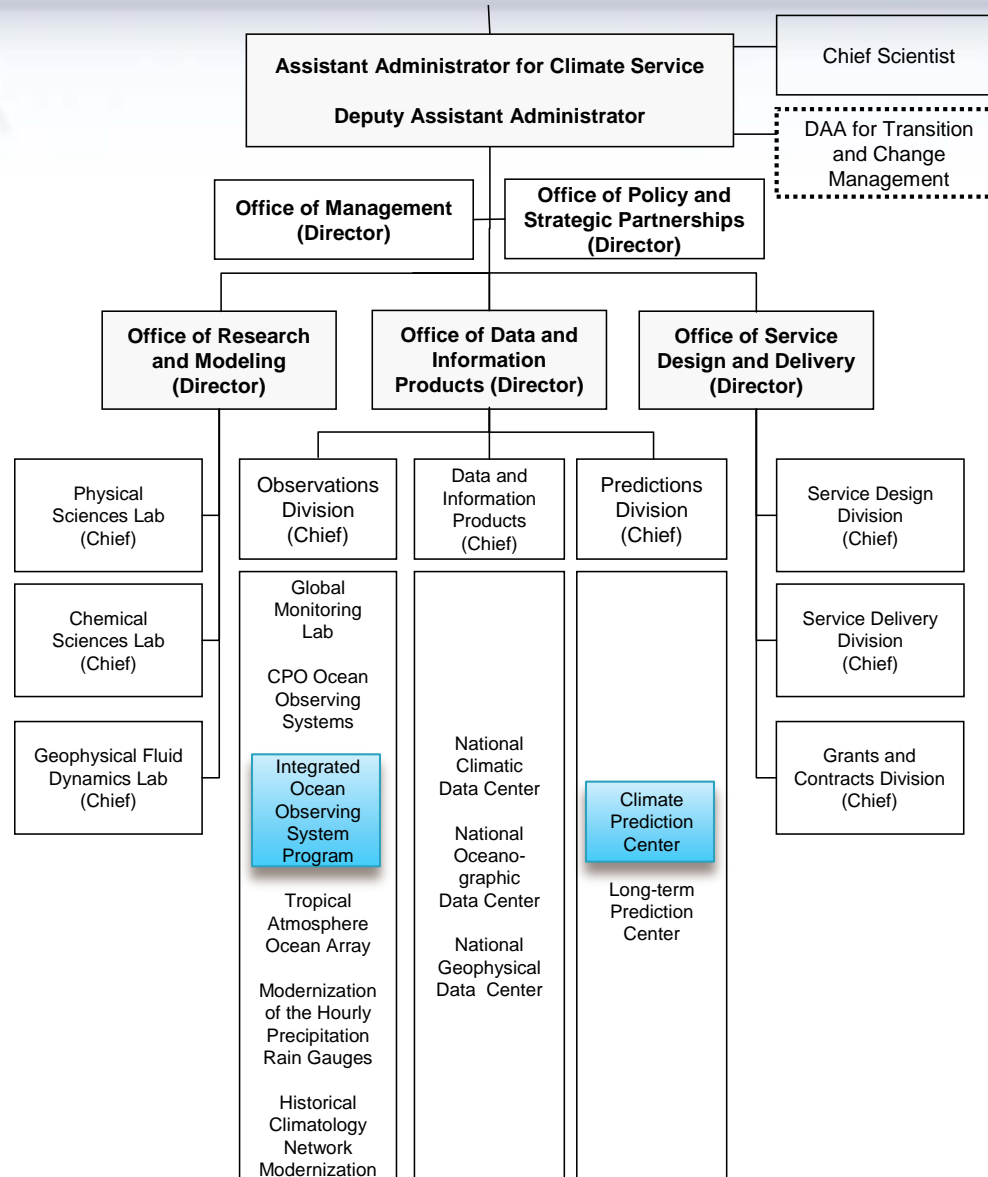 Assistant Administrator for Climate Service
Deputy Assistant Administrator
Chief Scientist
DAA for Transition
and Change
Management
Office of Management
(Director)
Office of Policy and
Strategic Partnerships
(Director)
Office of Research
and Modeling
(Director)
Office of Data and
Information
Products (Director)
Office of Service
Design and Delivery
(Director)
Physical
Sciences Lab
(Chief)
Chemical
Sciences Lab
(Chief)
Geophysical Fluid
Dynamics Lab
(Chief)
Observations
Division
(Chief)
Global
Monitoring
Lab
CPO Ocean
Observing
Systems
Integrated
Ocean
Observing
System
Program
Tropical
Atmosphere
Ocean Array
Modernization
of the Hourly
Precipitation
Rain Gauges
Historical
Climatology
Network
Modernization
Data and
Information
Products
(Chief)
National
Climatic
Data Center
National
Oceano-
graphic
Data Center
National
Geophysical
Data Center
Predictions
Division
(Chief)
Climate
Prediction
Center
Long-term
Prediction
Center
Service Design
Division
(Chief)
Service Delivery
Division
(Chief)
Grants and
Contracts Division
(Chief)